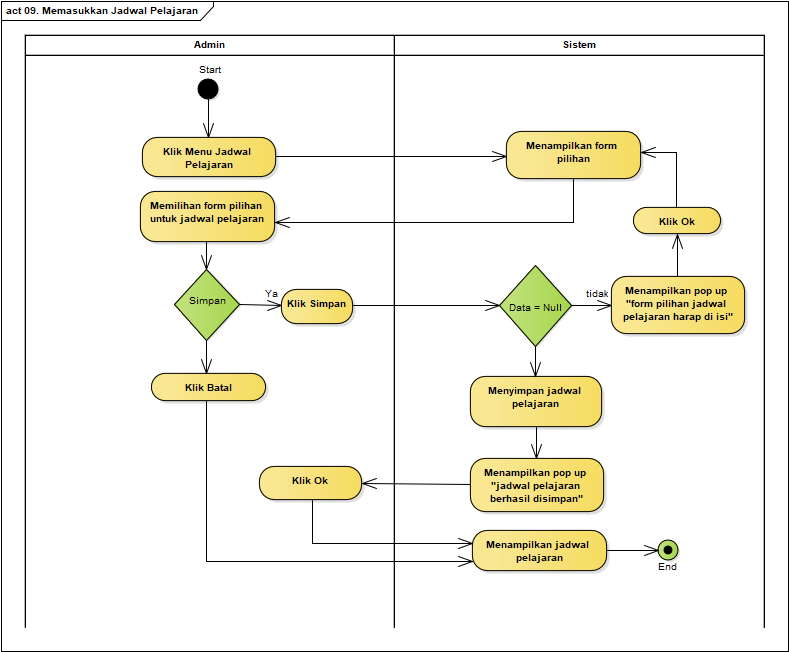 act 09. Memasukkan Jadwal Pelajaran
Admin
Sistem
Start
Klik Menu Jadwal
Pelajaran
Menampilkan form
pilihan
Memilihan form pilihan
untuk jadwal pelajaran
Klik Ok
Simpan
Ya
Klik Simpan
Data = Null
tidak
Menampilkan pop up
"form pilihan jadwal
pelajaran harap di isi"
Klik Batal
Menyimpan jadwal
pelajaran
Klik Ok
Menampilkan pop up
"jadwal pelajaran
berhasil disimpan"
Menampilkan jadwal
pelajaran
End